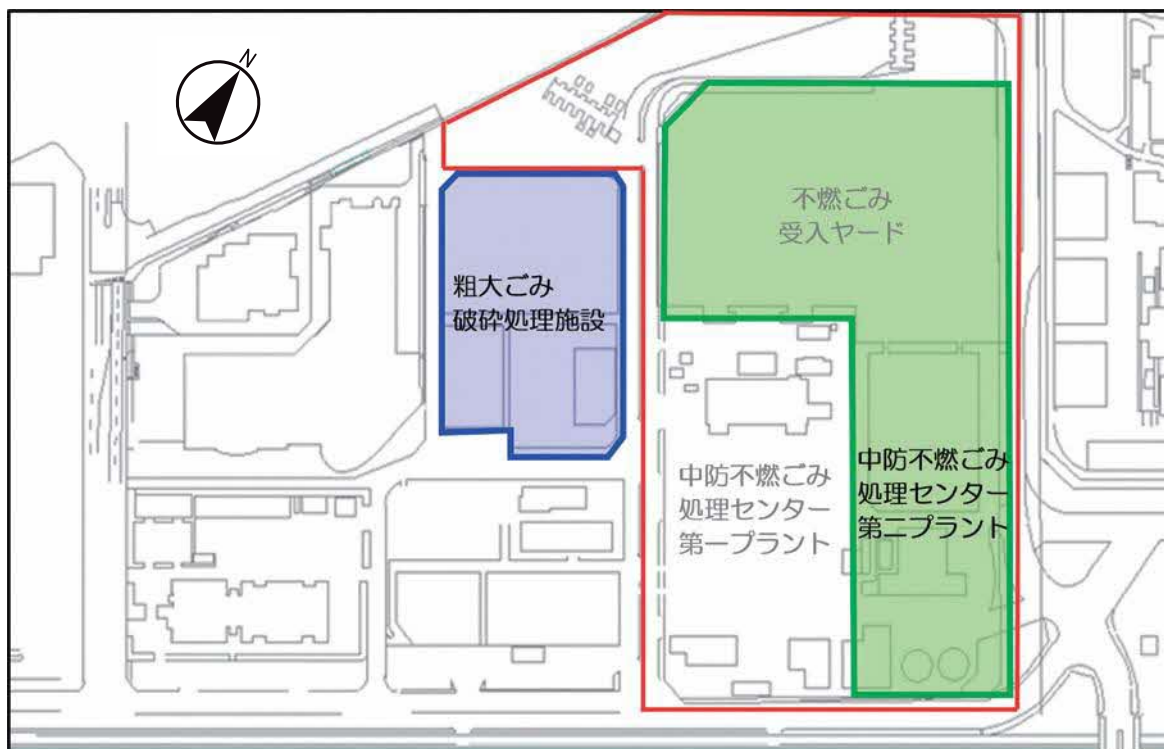 N
不燃ごみ
受入ヤード
粗大ごみ
破砕処理施設
中防不燃ごみ
処理センター
第一プラント
中防不燃ごみ
処理センター
第二プラント